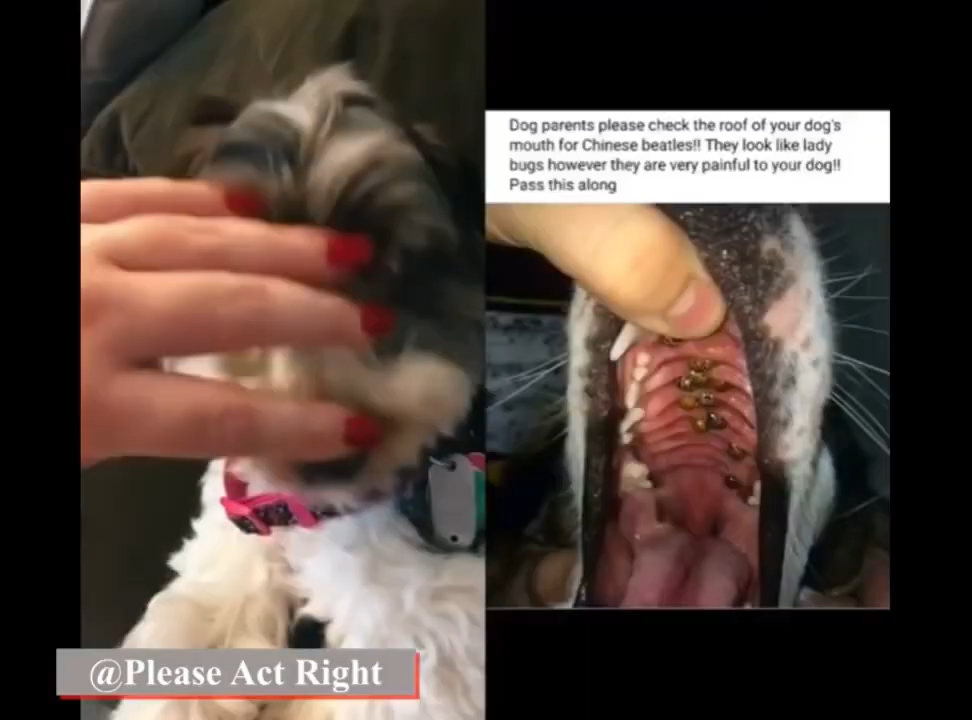 Dog parents please check the roof of your dog's
mouth for Chinese beatles!! They look like lady
bugs however they are very painful to your dog!!
Pass this along
@Please Act Right